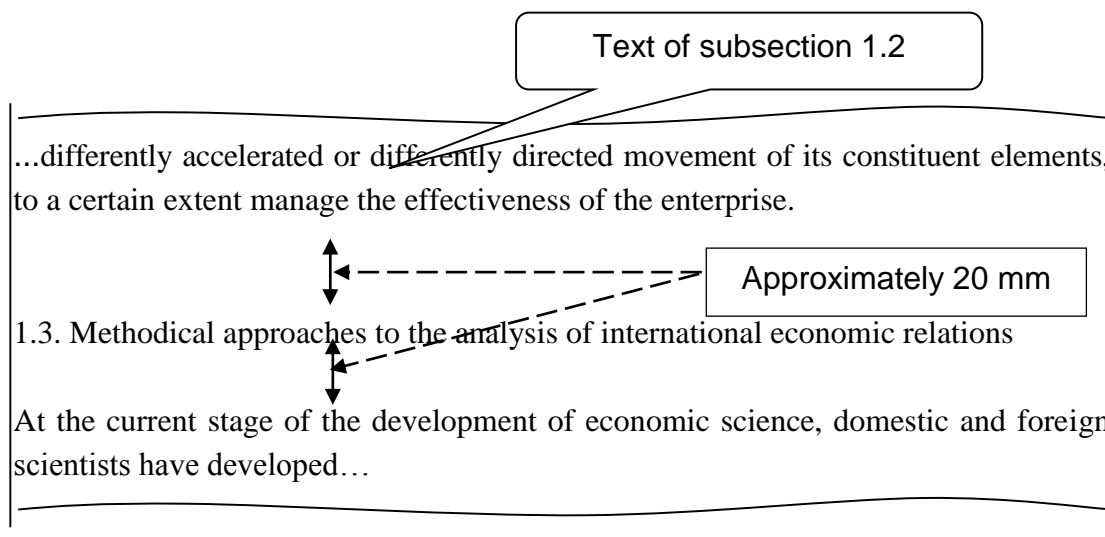 Text of subsection 1.2
...differently accelerated or differently directed movement of its constituent elements,
to a certain extent manage the effectiveness of the enterprise.
Approximately 20 mm
1.3. Methodical approaches to the analysis of international economic relations
At the current stage of the development of economic science, domestic and foreign
scientists have developed…